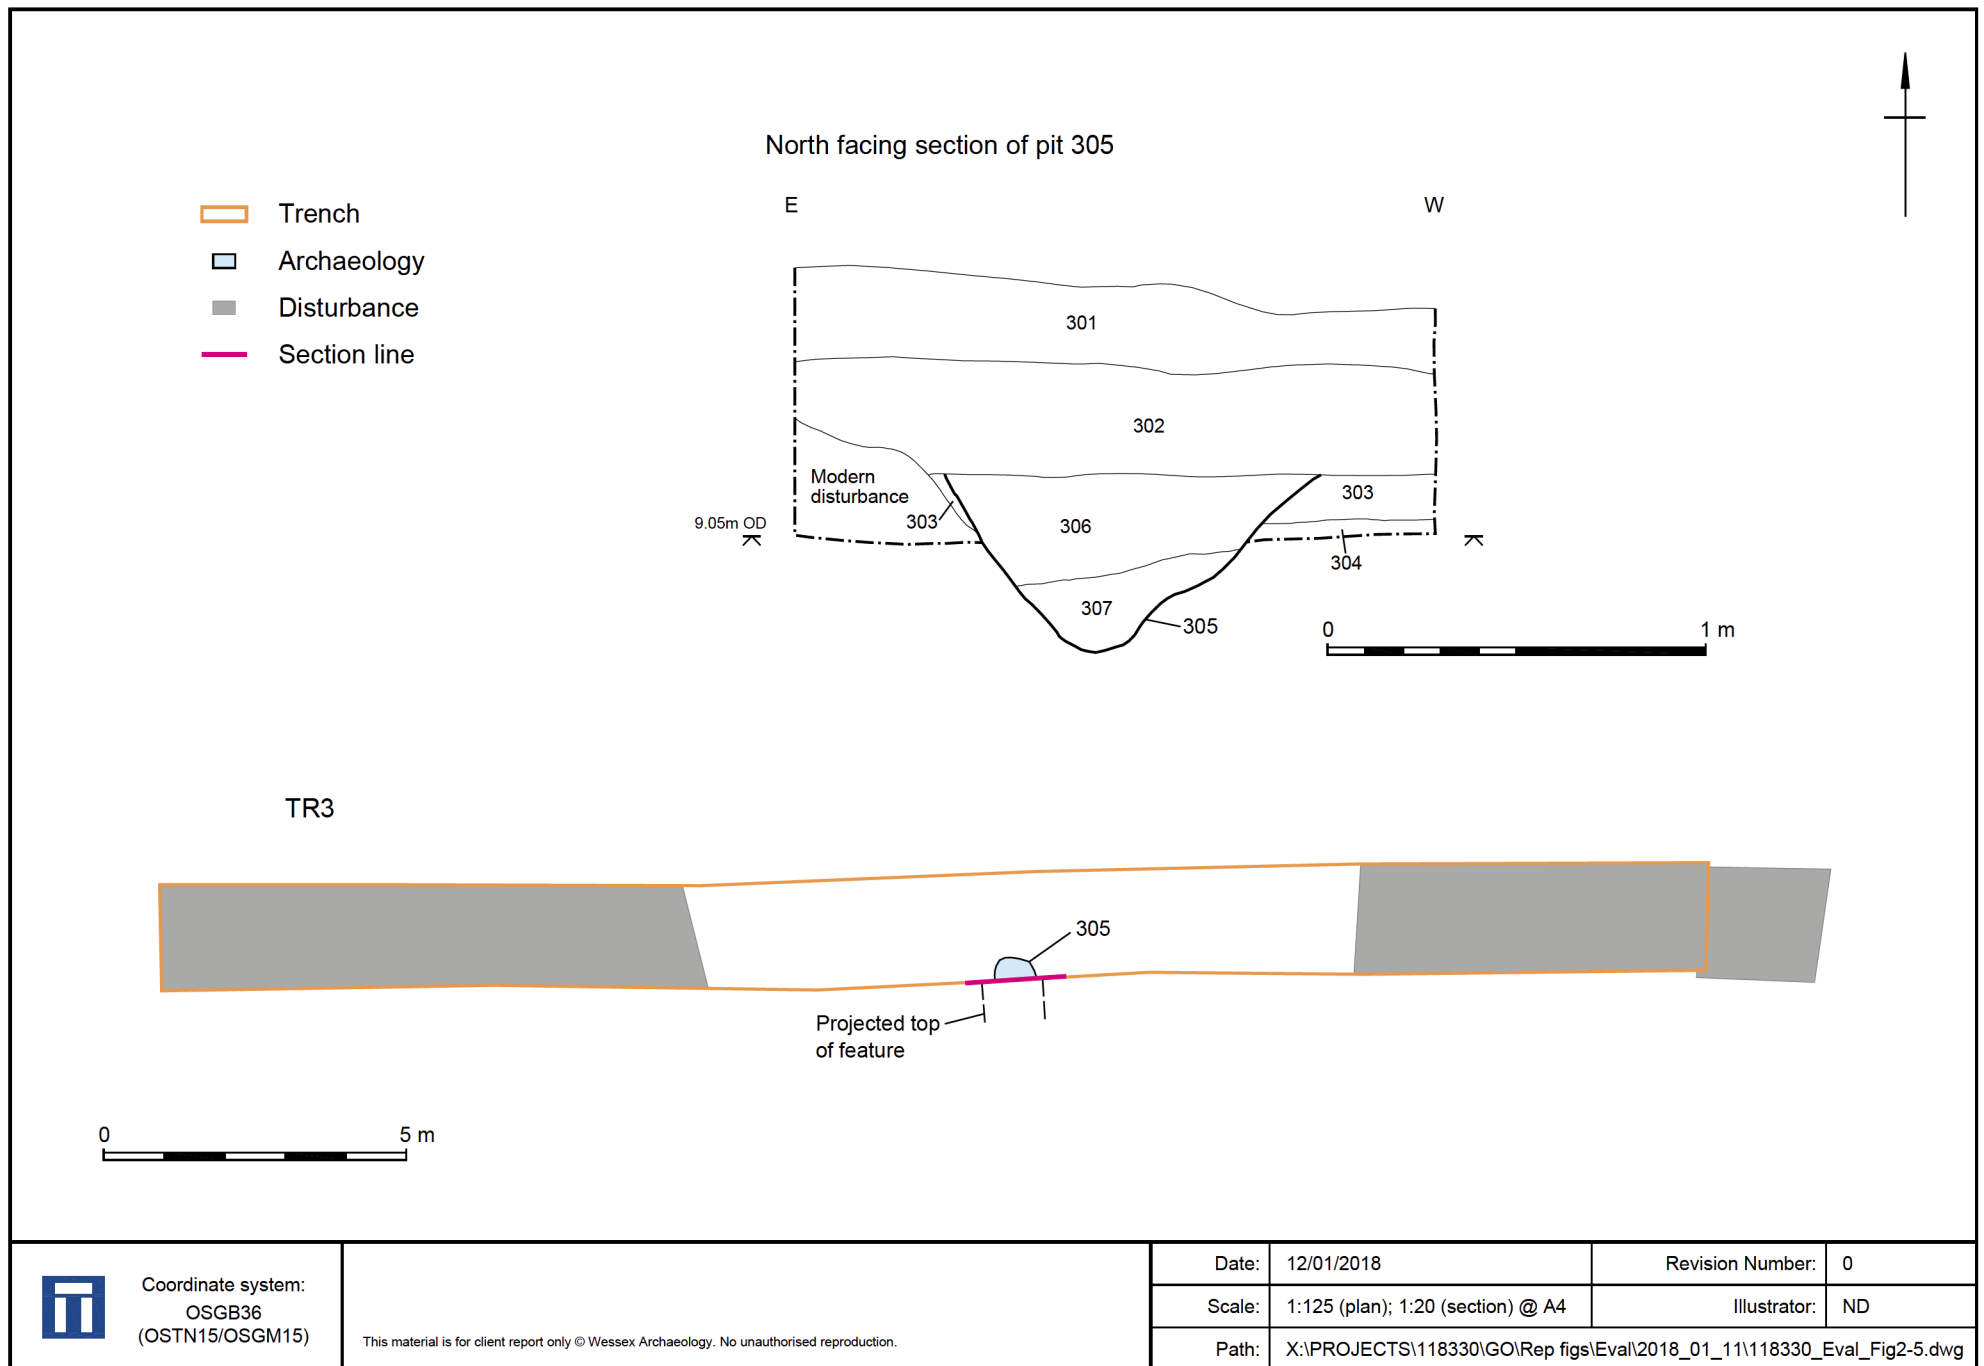 North facing section of pit 305
E
W
Trench
Archaeology
Disturbance
Section line
301
302
Modern
disturbance
303
303
9.05m OD
306
304
307
305
0
1 m
TR3
305
Projected top
of feature
0
5 m
Coordinate system:
OSGB36
(OSTN15/OSGM15)
This material is for client report only © Wessex Archaeology. No unauthorised reproduction.
Date:
12/01/2018
Revision Number:
0
Scale:
1:125 (plan); 1:20 (section) @ A4
Illustrator:
ND
Path:
X:\PROJECTS\118330\GO\Rep figs\Eval\2018_01_11\118330_Eval_Fig2-5.dwg